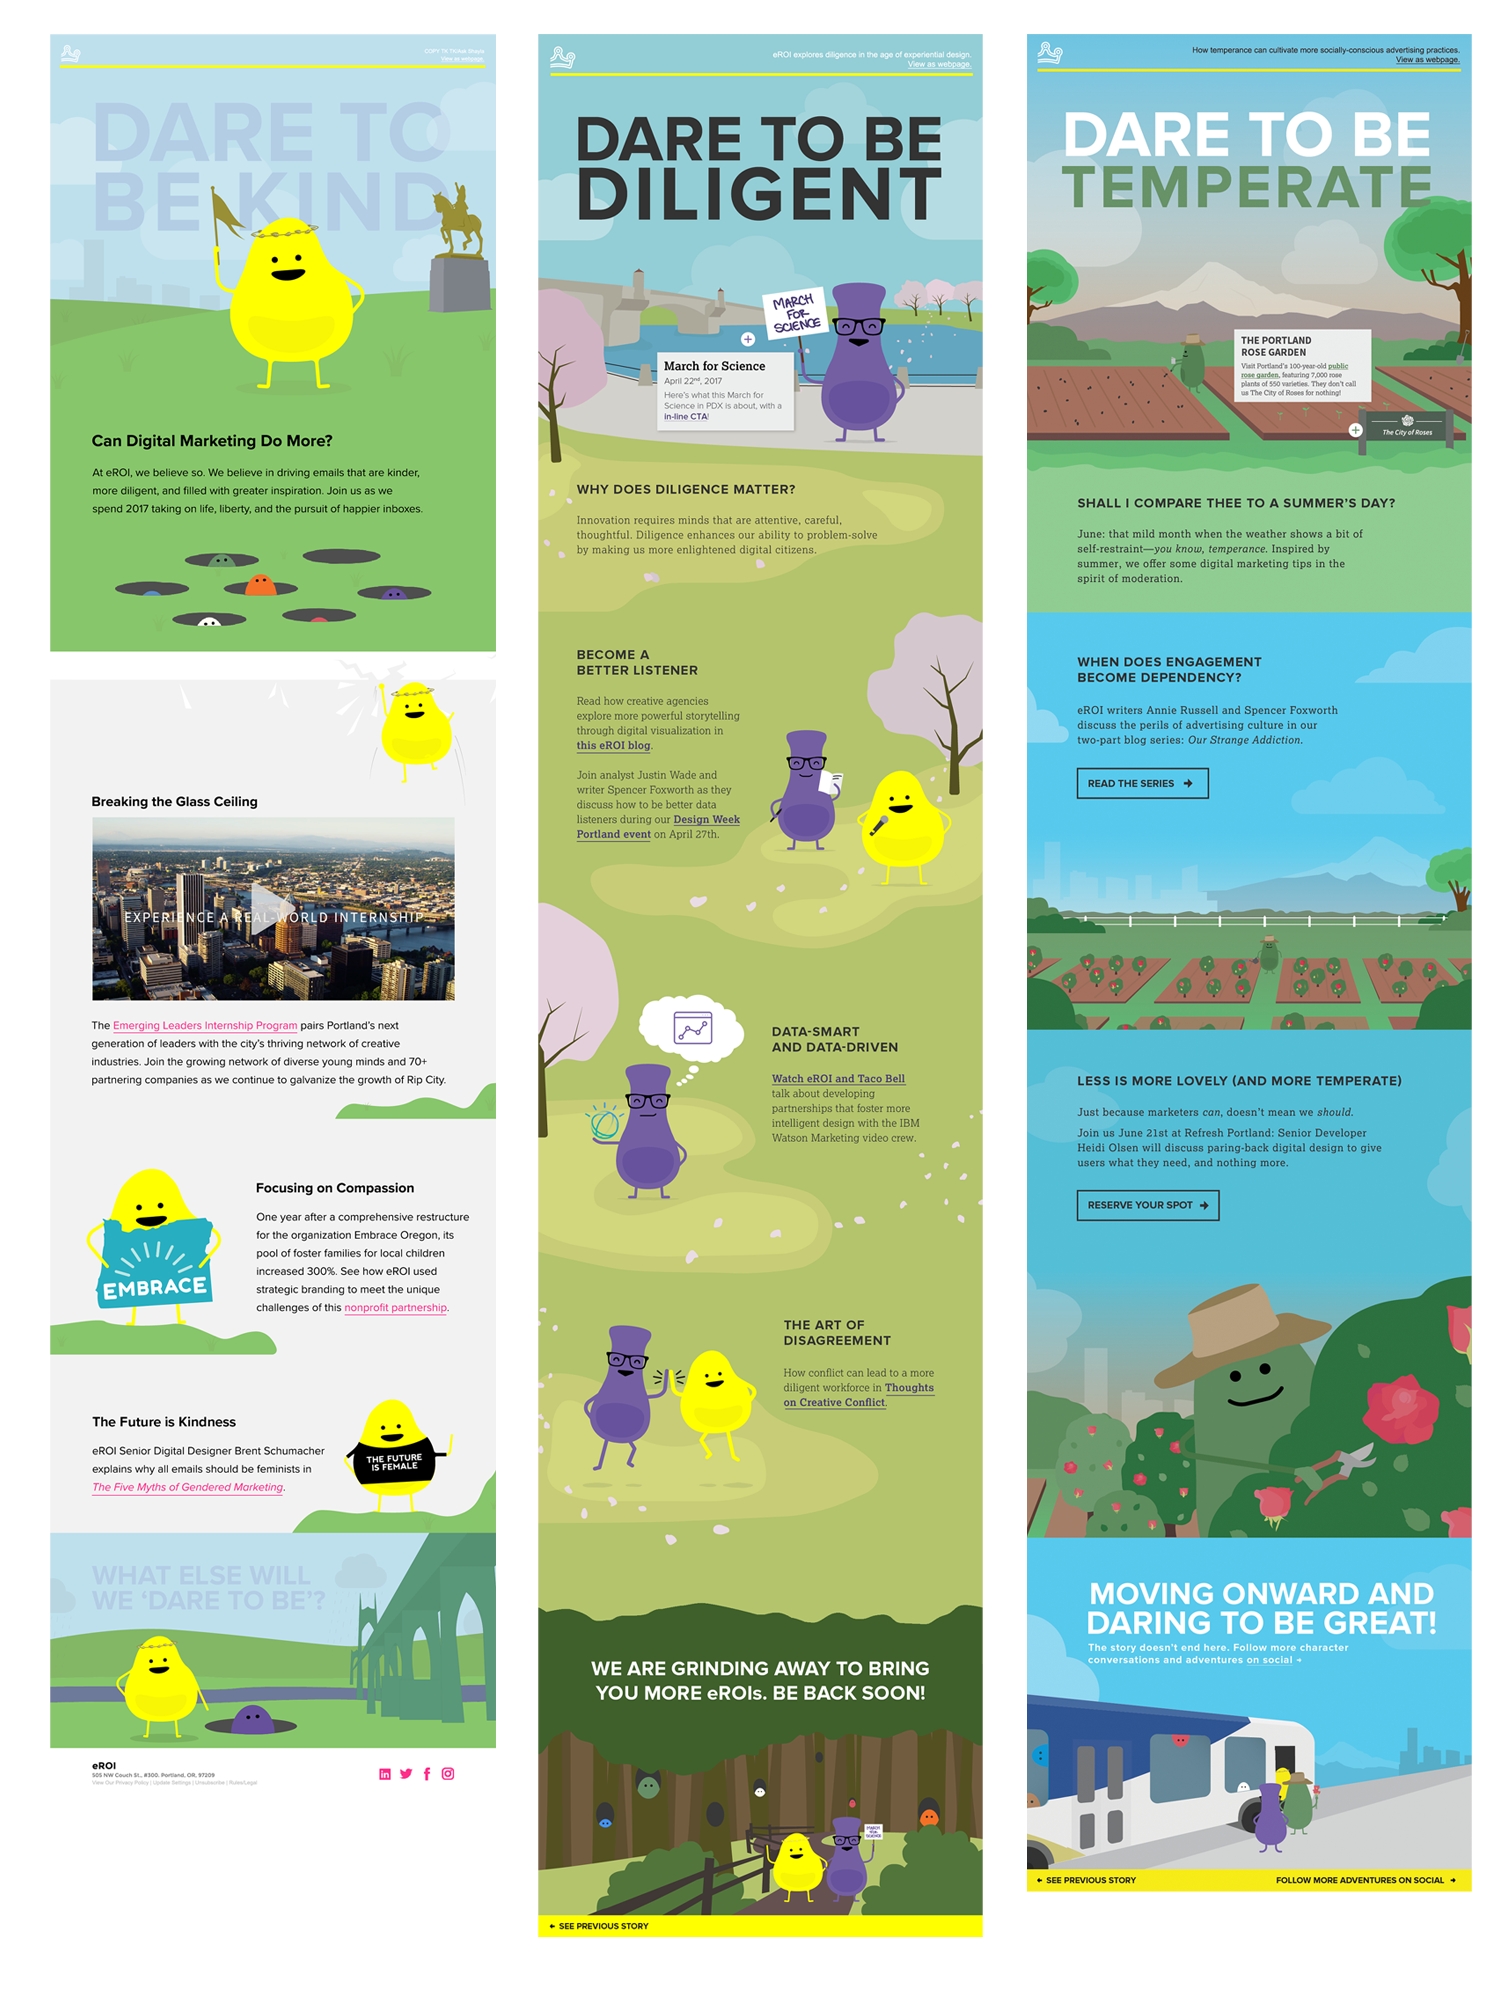 COPY TK TK/Ask Shayla
View as webpage.
DARE TO
BE KIND
Can Digital Marketing Do More?
At eROI, we believe so. We believe in driving emails that are kinder,
more diligent, and filled with greater inspiration. Join us as we
spend 2017 taking on life, liberty, and the pursuit of happier inboxes.
Breaking the Glass Ceiling
EXPERIENCE A REAL-WORLD INTERNSHIP
The Emerging Leaders Internship Program pairs Portland's next
generation of leaders with the city's thriving network of creative
industries. Join the growing network of diverse young minds and 70+
partnering companies as we continue to galvanize the growth of Rip City.
EMBRACE
Focusing on Compassion
One year after a comprehensive restructure
for the organization Embrace Oregon, its
pool of foster families for local children
increased 300%. See how eROI used
strategic branding to meet the unique
challenges of this nonprofit partnership.
The Future is Kindness
eROI Senior Digital Designer Brent Schumacher
explains why all emails should be feminists in
The Five Myths of Gendered Marketing.
THE FUTURE
IS FEMALE
WHAT ELSE WILL
WE 'DARE TO BE'?
eROI
505 NW Couch St., #300. Portland, OR, 97209
View Our Privacy Policy | Update Settings | Unsubscribe | Rules/Legal
eROI explores diligence in the age of experiential design.
View as webpage.
DARE TO BE
DILIGENT
MARCH
FOR
SCIENCE
March for Science
April 22nd, 2017
Here's what this March for
Science in PDX is about, with a
in-line CTA!
WHY DOES DILIGENCE MATTER?
Innovation requires minds that are attentive, careful,
thoughtful. Diligence enhances our ability to problem-solve
by making us more enlightened digital citizens.
BECOME A
BETTER LISTENER
Read how creative agencies
explore more powerful storytelling
through digital visualization in
this eROI blog.
Join analyst Justin Wade and
writer Spencer Foxworth as they
discuss how to be better data
listeners during our Design Week
Portland event on April 27th.
DATA-SMART
AND DATA-DRIVEN
Watch eROI and Taco Bell
talk about developing
partnerships that foster more
intelligent design with the IBM
Watson Marketing video crew.
THE ART OF
DISAGREEMENT
How conflict can lead to a more
diligent workforce in Thoughts
on Creative Conflict.
WE ARE GRINDING AWAY TO BRING
YOU MORE eROIs. BE BACK SOON!
MARCH
FOR
SCIENCE
SEE PREVIOUS STORY
How temperance can cultivate more socially-conscious advertising practices.
View as webpage.
DARE TO BE
TEMPERATE
THE PORTLAND
ROSE GARDEN
Visit Portland's 100-year-old public
rose garden, featuring 7,000 rose
plants of 550 varieties. They don't call
us The City of Roses for nothing!
The City of Roses
SHALL I COMPARE THEE TO A SUMMER'S DAY?
June: that mild month when the weather shows a bit of
self-restraint—you know, temperance. Inspired by
summer, we offer some digital marketing tips in the
spirit of moderation.
WHEN DOES ENGAGEMENT
BECOME DEPENDENCY?
eROI writers Annie Russell and Spencer Foxworth
discuss the perils of advertising culture in our
two-part blog series: Our Strange Addiction.
READ THE SERIES
LESS IS MORE LOVELY (AND MORE TEMPERATE)
Just because marketers can, doesn't mean we should.
Join us June 21st at Refresh Portland: Senior Developer
Heidi Olsen will discuss paring-back digital design to give
users what they need, and nothing more.
RESERVE YOUR SPOT
MOVING ONWARD AND
DARING TO BE GREAT!
The story doesn't end here. Follow more character
conversations and adventures on social
SEE PREVIOUS STORY
FOLLOW MORE ADVENTURES ON SOCIAL